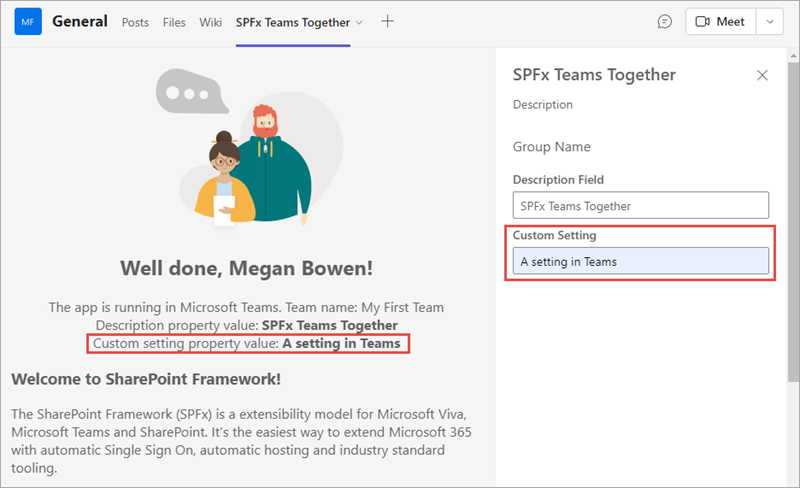 MF General Posts Files Wiki SPFx Teams Together Meet
Well done, Megan Bowen!
The app is running in Microsoft Teams. Team name: My First Team
Description property value: SPFx Teams Together
Custom setting property value: A setting in Teams
Welcome to SharePoint Framework!
The SharePoint Framework (SPFx) is a extensibility model for Microsoft Viva,
Microsoft Teams and SharePoint. It's the easiest way to extend Microsoft 365
with automatic Single Sign On, automatic hosting and industry standard
tooling.
SPFx Teams Together
Description
Group Name
Description Field
SPFx Teams Together
Custom Setting
A setting in Teams